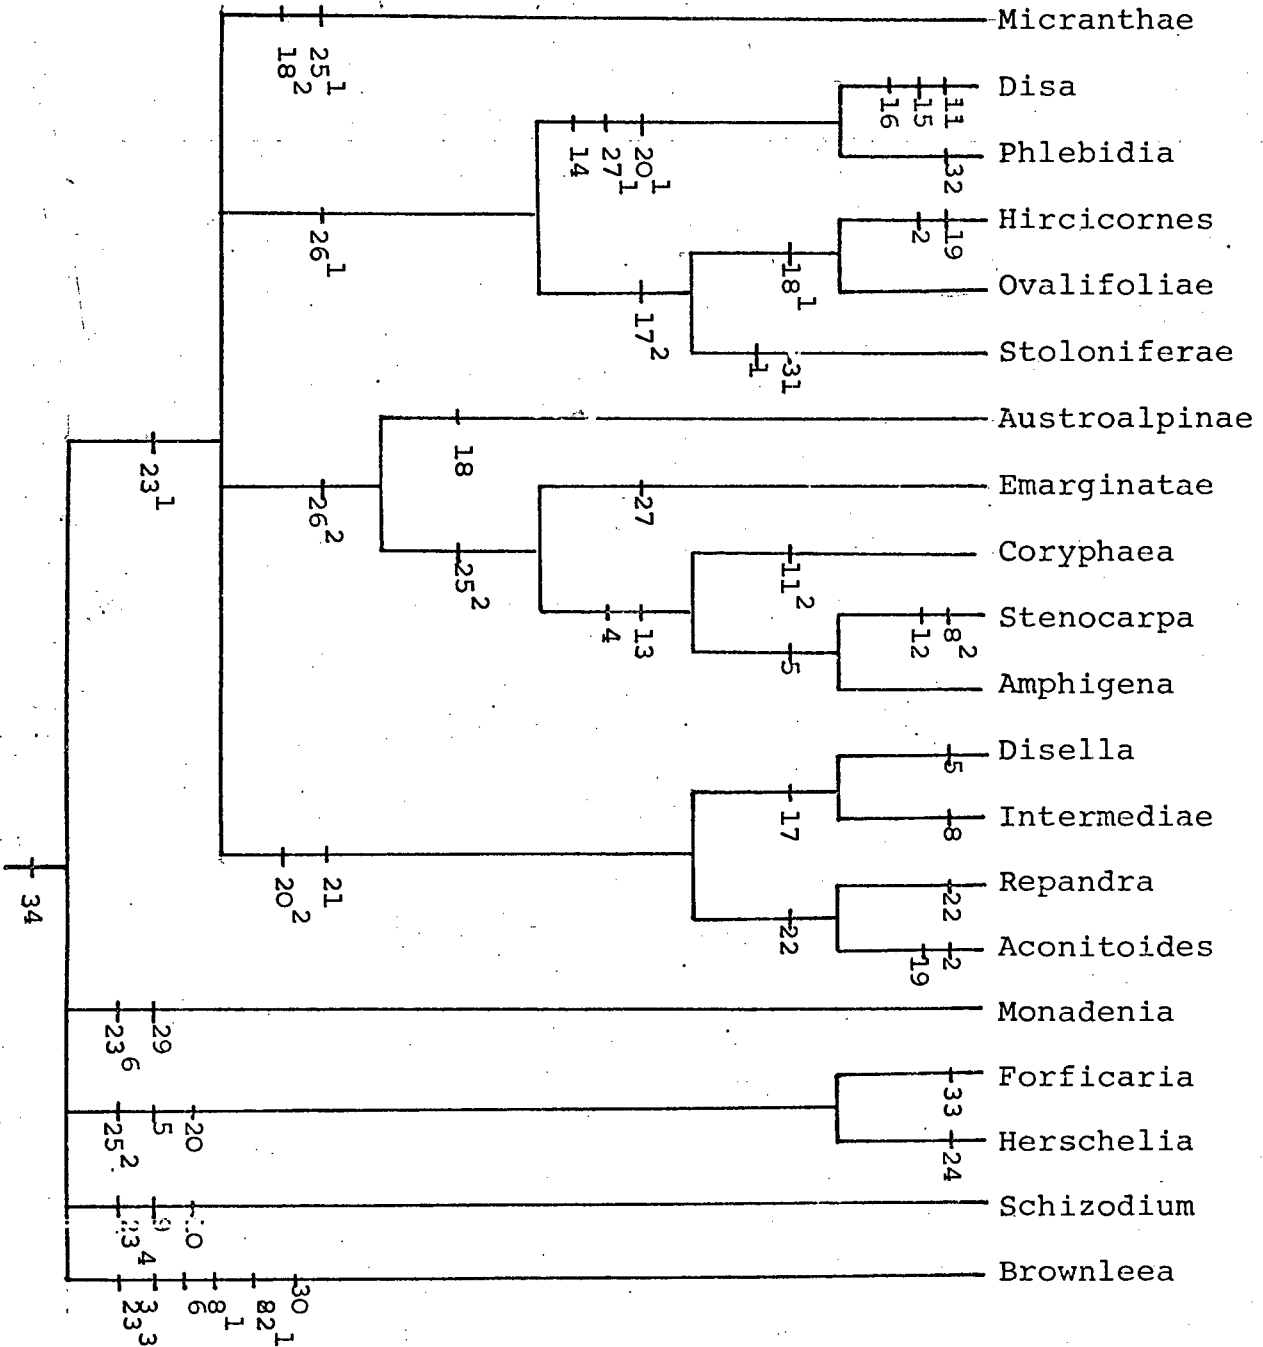 Micranthae
18² 25¹
Disa
16 15 11
Phlebidia
14 27¹ 20¹
32
Hircicornes
2 19
26¹
Ovalifoliae
18¹
17²
Stoloniferae
1 31
Austroalpinae
18
23¹
Emarginatae
26² 27
Coryphaea
25² 11²
Stenocarpa
4 13 12 8²
5
Amphigena
Disella
5
Intermediae
17 8
Repandra
34 20² 21 22
Aconitoides
22 19 2
Monadenia
23⁶ 29
Forficaria
33
Herschelia
25² 5 20 24
Schizodium
9
Brownleea
23³ 3 6 8¹ 30